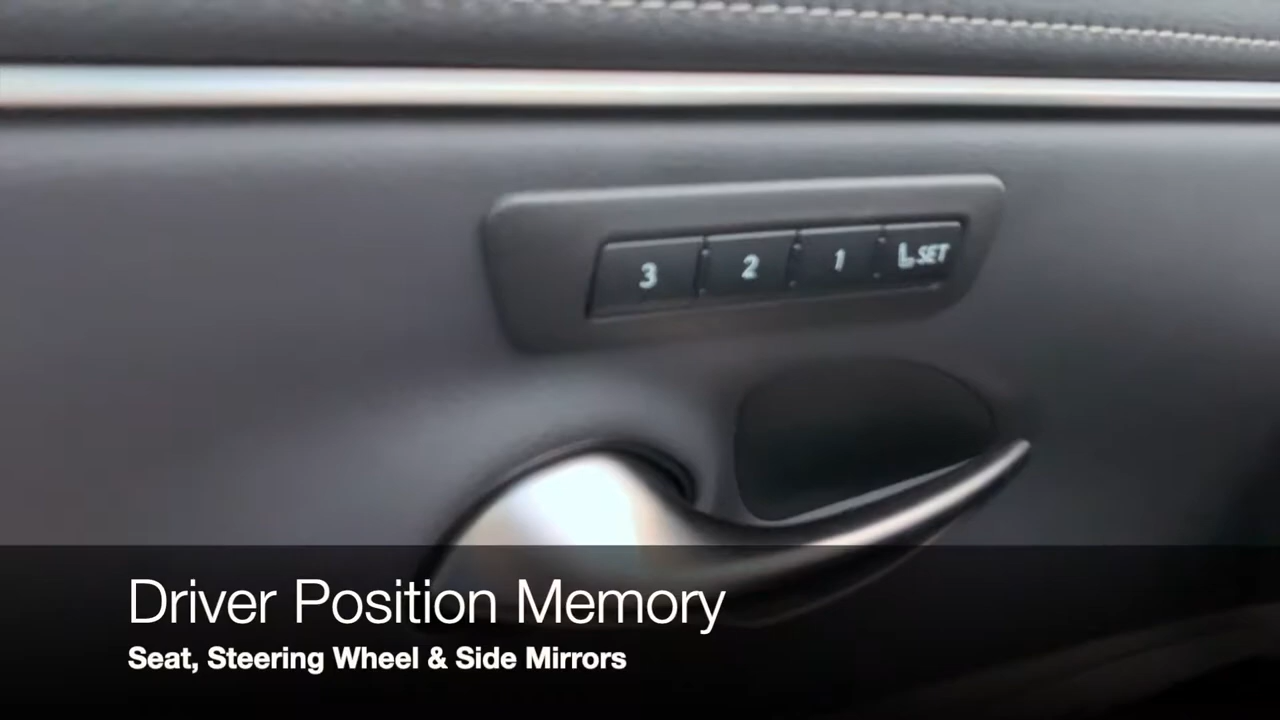 3 2 1 SET
Driver Position Memory
Seat, Steering Wheel & Side Mirrors